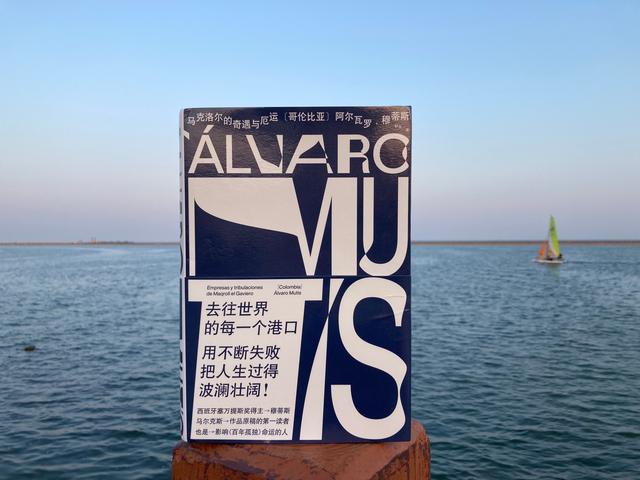 马克洛尔的奇遇与厄运〔哥伦比亚〕阿尔瓦罗·穆蒂斯
ÁLVARO
MUTIS
Empresas y tribulaciones
de Maqroll el Gaviero
〔Colombia〕
Álvaro Mutis
去往世界
的每一个港口
用不断失败
把人生过得
波澜壮阔！
西班牙塞万提斯奖得主→穆蒂斯
马尔克斯→作品原稿的第一读者
也是→影响《百年孤独》命运的人